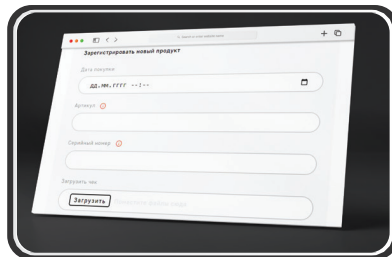 Зарегистрировать новый продукт
Дата покупки
дд.мм.гггг --:--
Артикул
Серийный номер
Загрузить чек
Загрузить